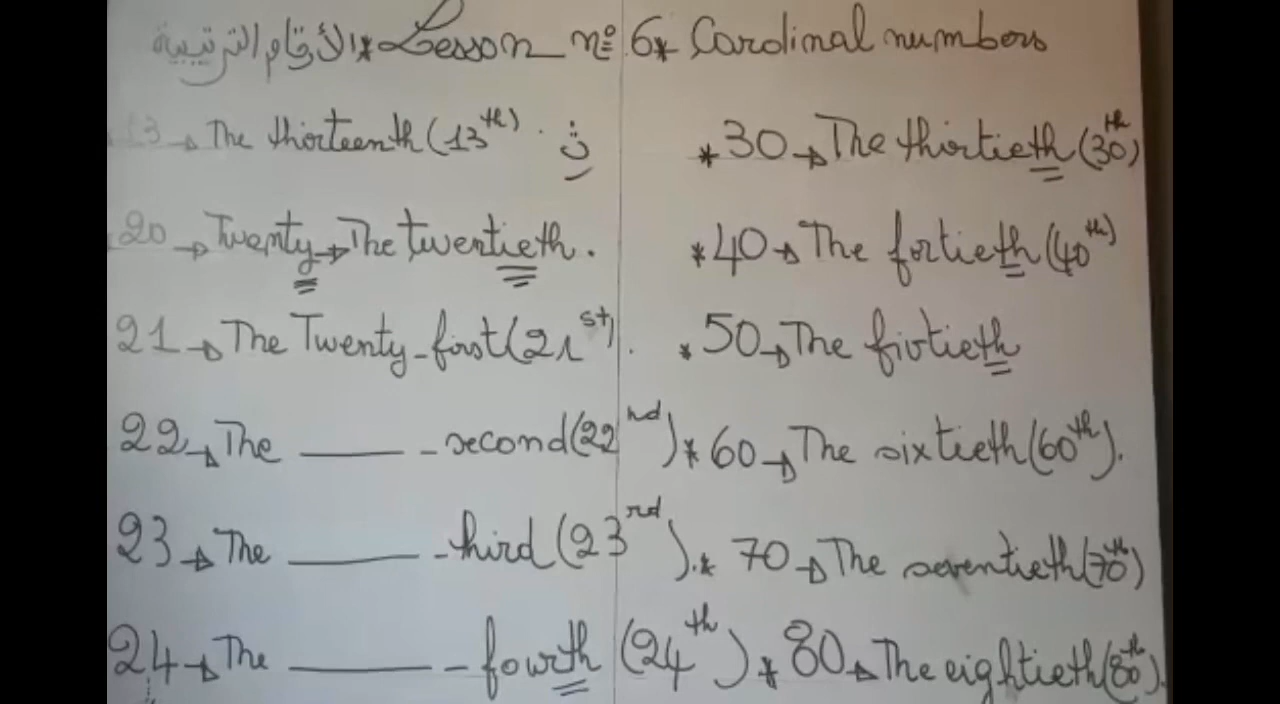 الأرقام الترتيبية * Lesson nº 6 * Cardinal numbers
13 → The thirteenth (13th).
20 → Twenty → The twentieth.
21 → The Twenty-first (21st).
22 → The ____ - second (22nd)
23 → The ____ - third (23rd).
24 → The ____ - fourth (24th)
* 30 → The thirtieth (30th)
* 40 → The fortieth (40th)
* 50 → The fivtieth
* 60 → The sixtieth (60th).
* 70 → The seventieth (70th)
* 80 → The eightieth (80th).